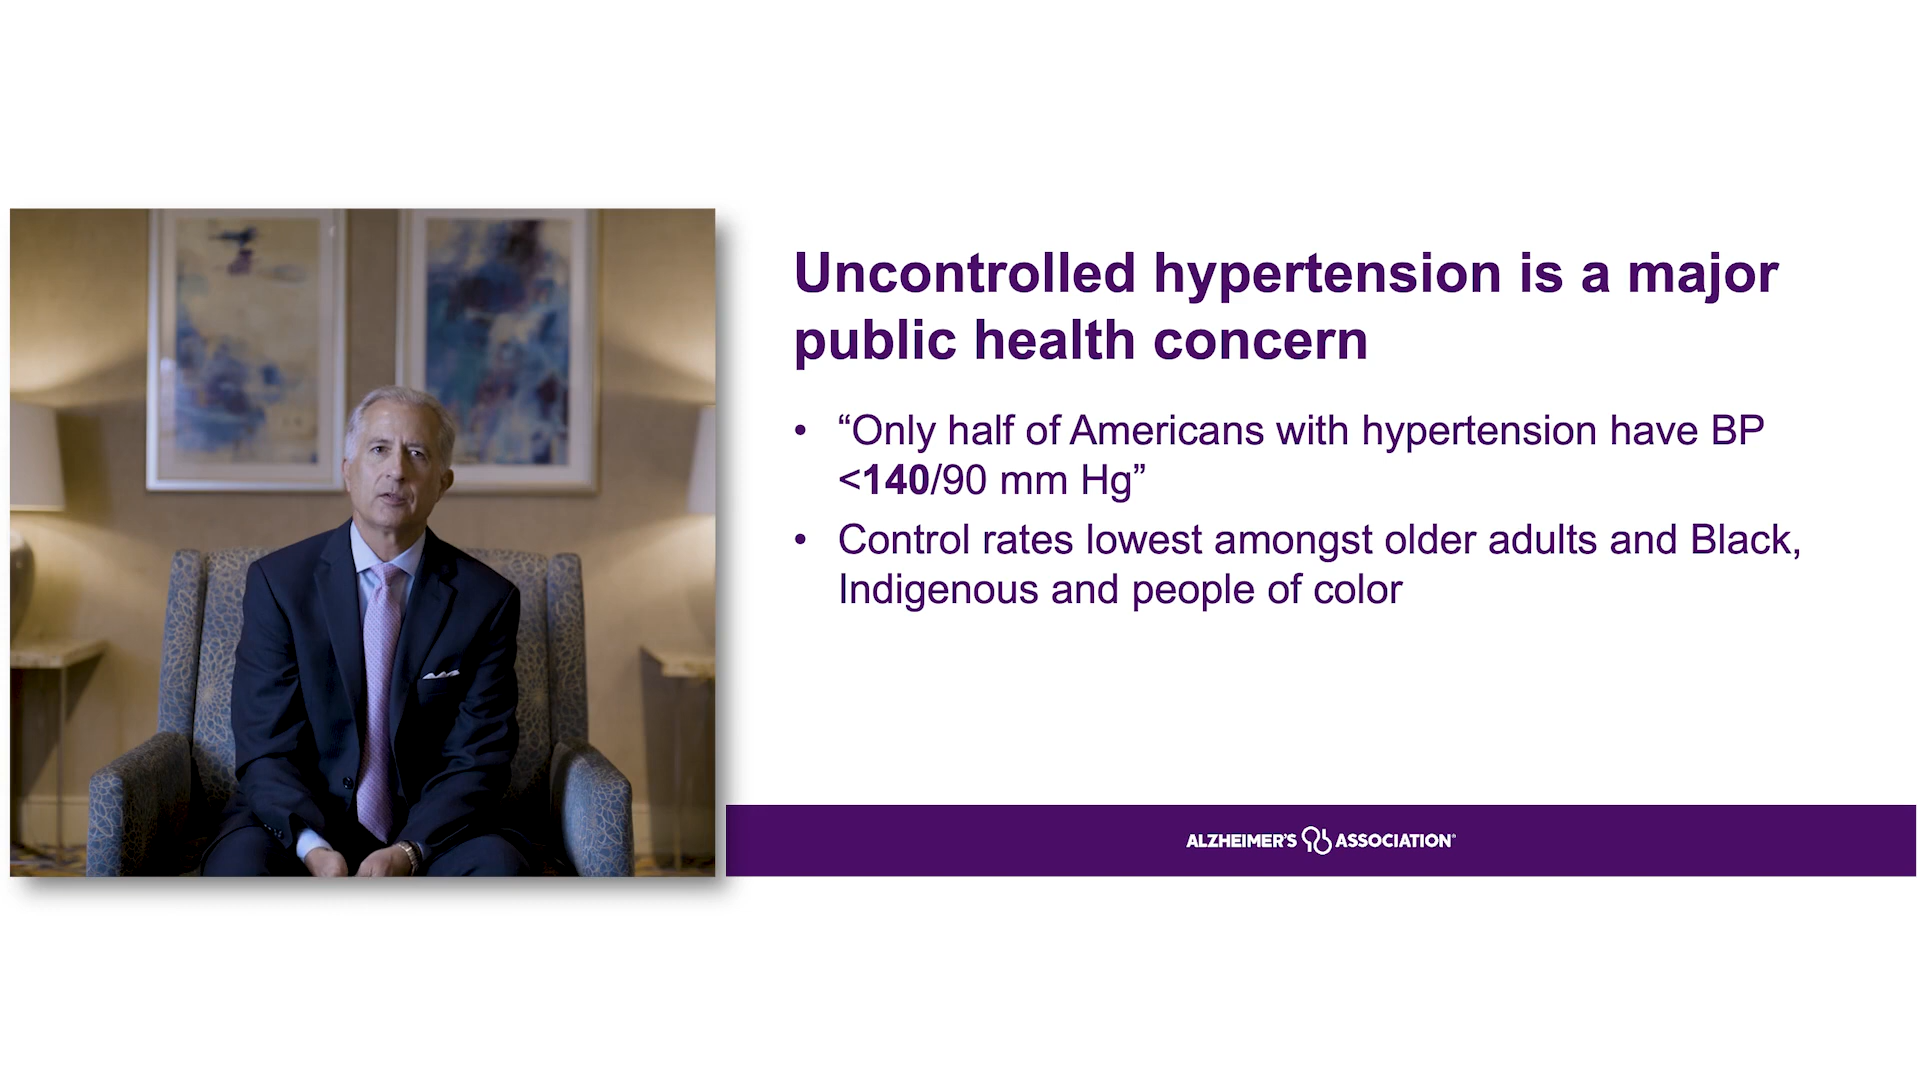 Uncontrolled hypertension is a major
public health concern
• “Only half of Americans with hypertension have BP
<140/90 mm Hg”
• Control rates lowest amongst older adults and Black,
Indigenous and people of color
ALZHEIMER'S ASSOCIATION®